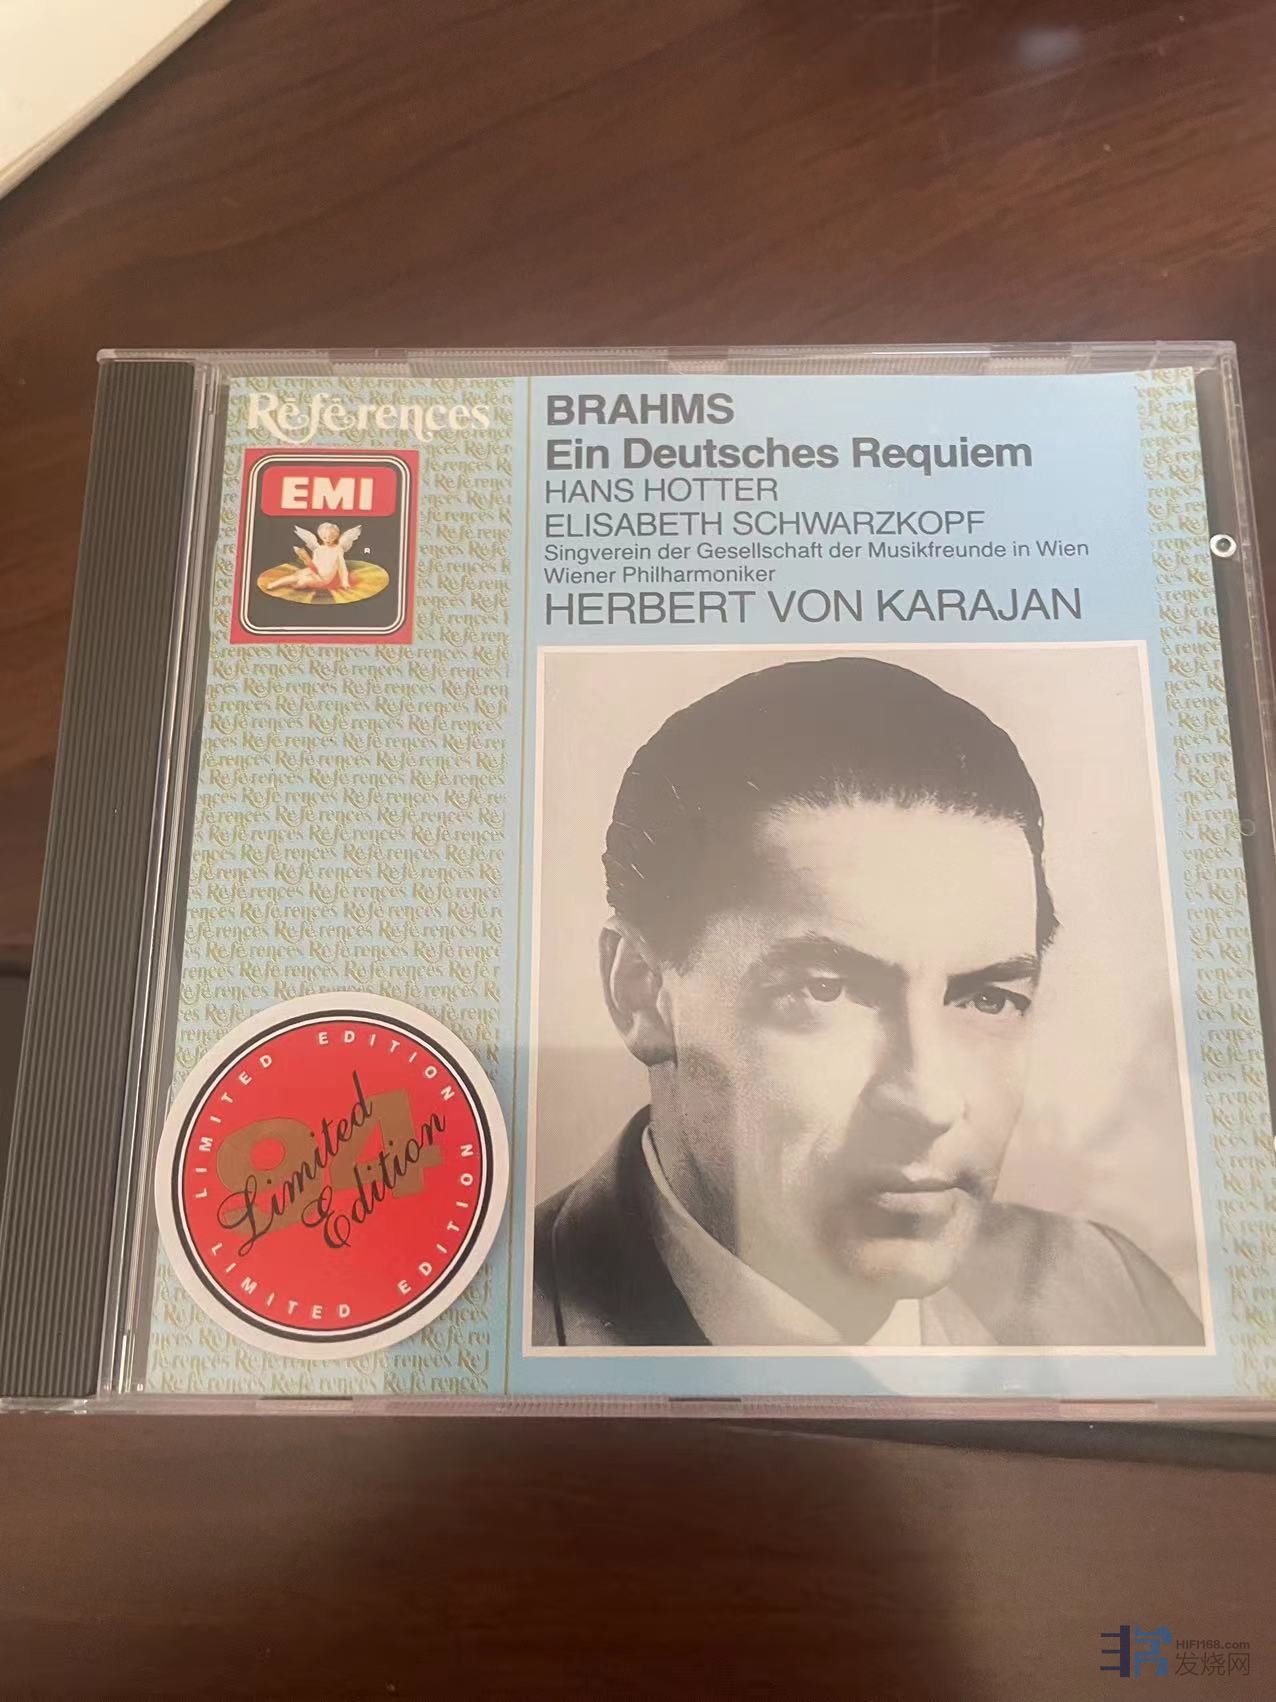 Références
EMI
R
BRAHMS
Ein Deutsches Requiem
HANS HOTTER
ELISABETH SCHWARZKOPF
Singverein der Gesellschaft der Musikfreunde in Wien
Wiener Philharmoniker
HERBERT VON KARAJAN
LIMITED EDITION
94
Limited
Edition
LIMITED EDITION
HIFI168.com
发烧网